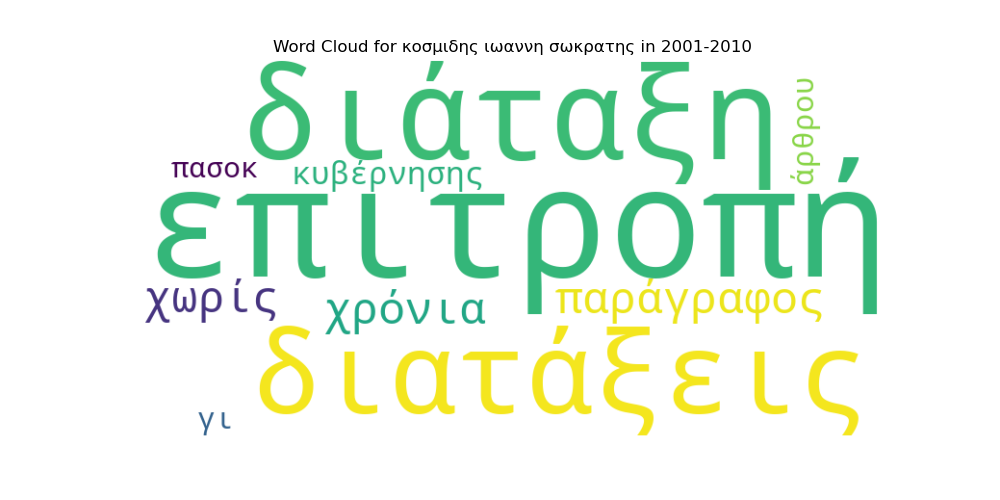 Word Cloud for κοσμιδης ιωαννη σωκρατης in 2001-2010
διάταξη
άρθρου
πασοκ
κυβέρνησης
επιτροπή
χωρίς
χρόνια
παράγραφος
διατάξεις
γι